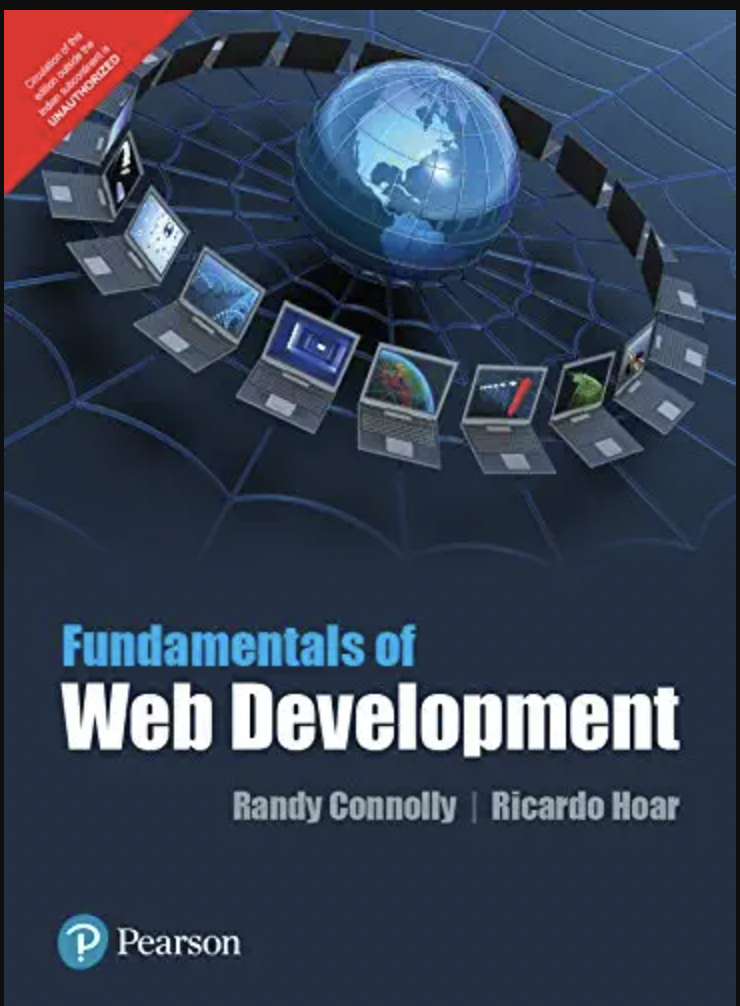 Circulation of this
edition outside the
Indian subcontinent is
UNAUTHORIZED
Fundamentals of
Web Development
Randy Connolly | Ricardo Hoar
Pearson